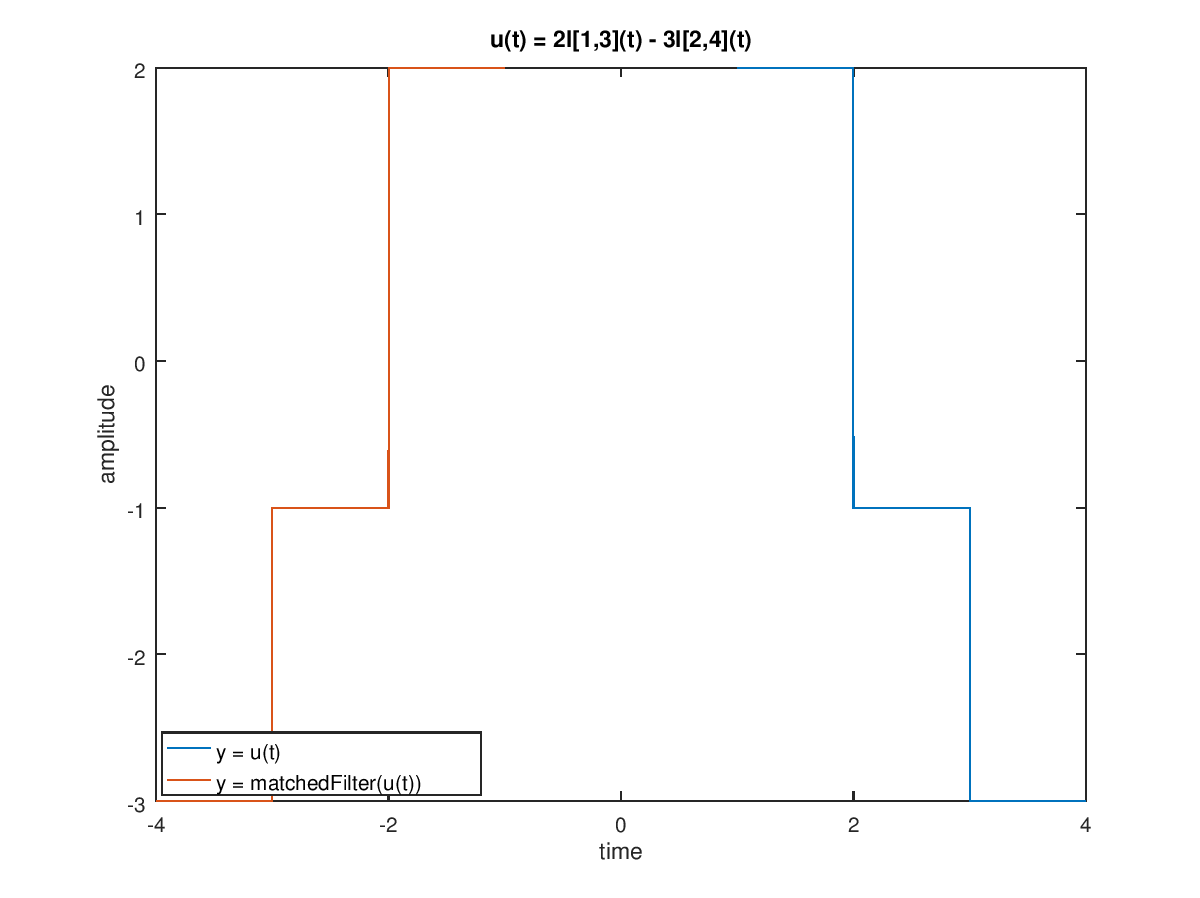 u(t) = 2I[1,3](t) - 3I[2,4](t)
2
1
0
-1
-2
-3
amplitude
y = u(t)
y = matchedFilter(u(t))
-4
-2
0
2
4
time